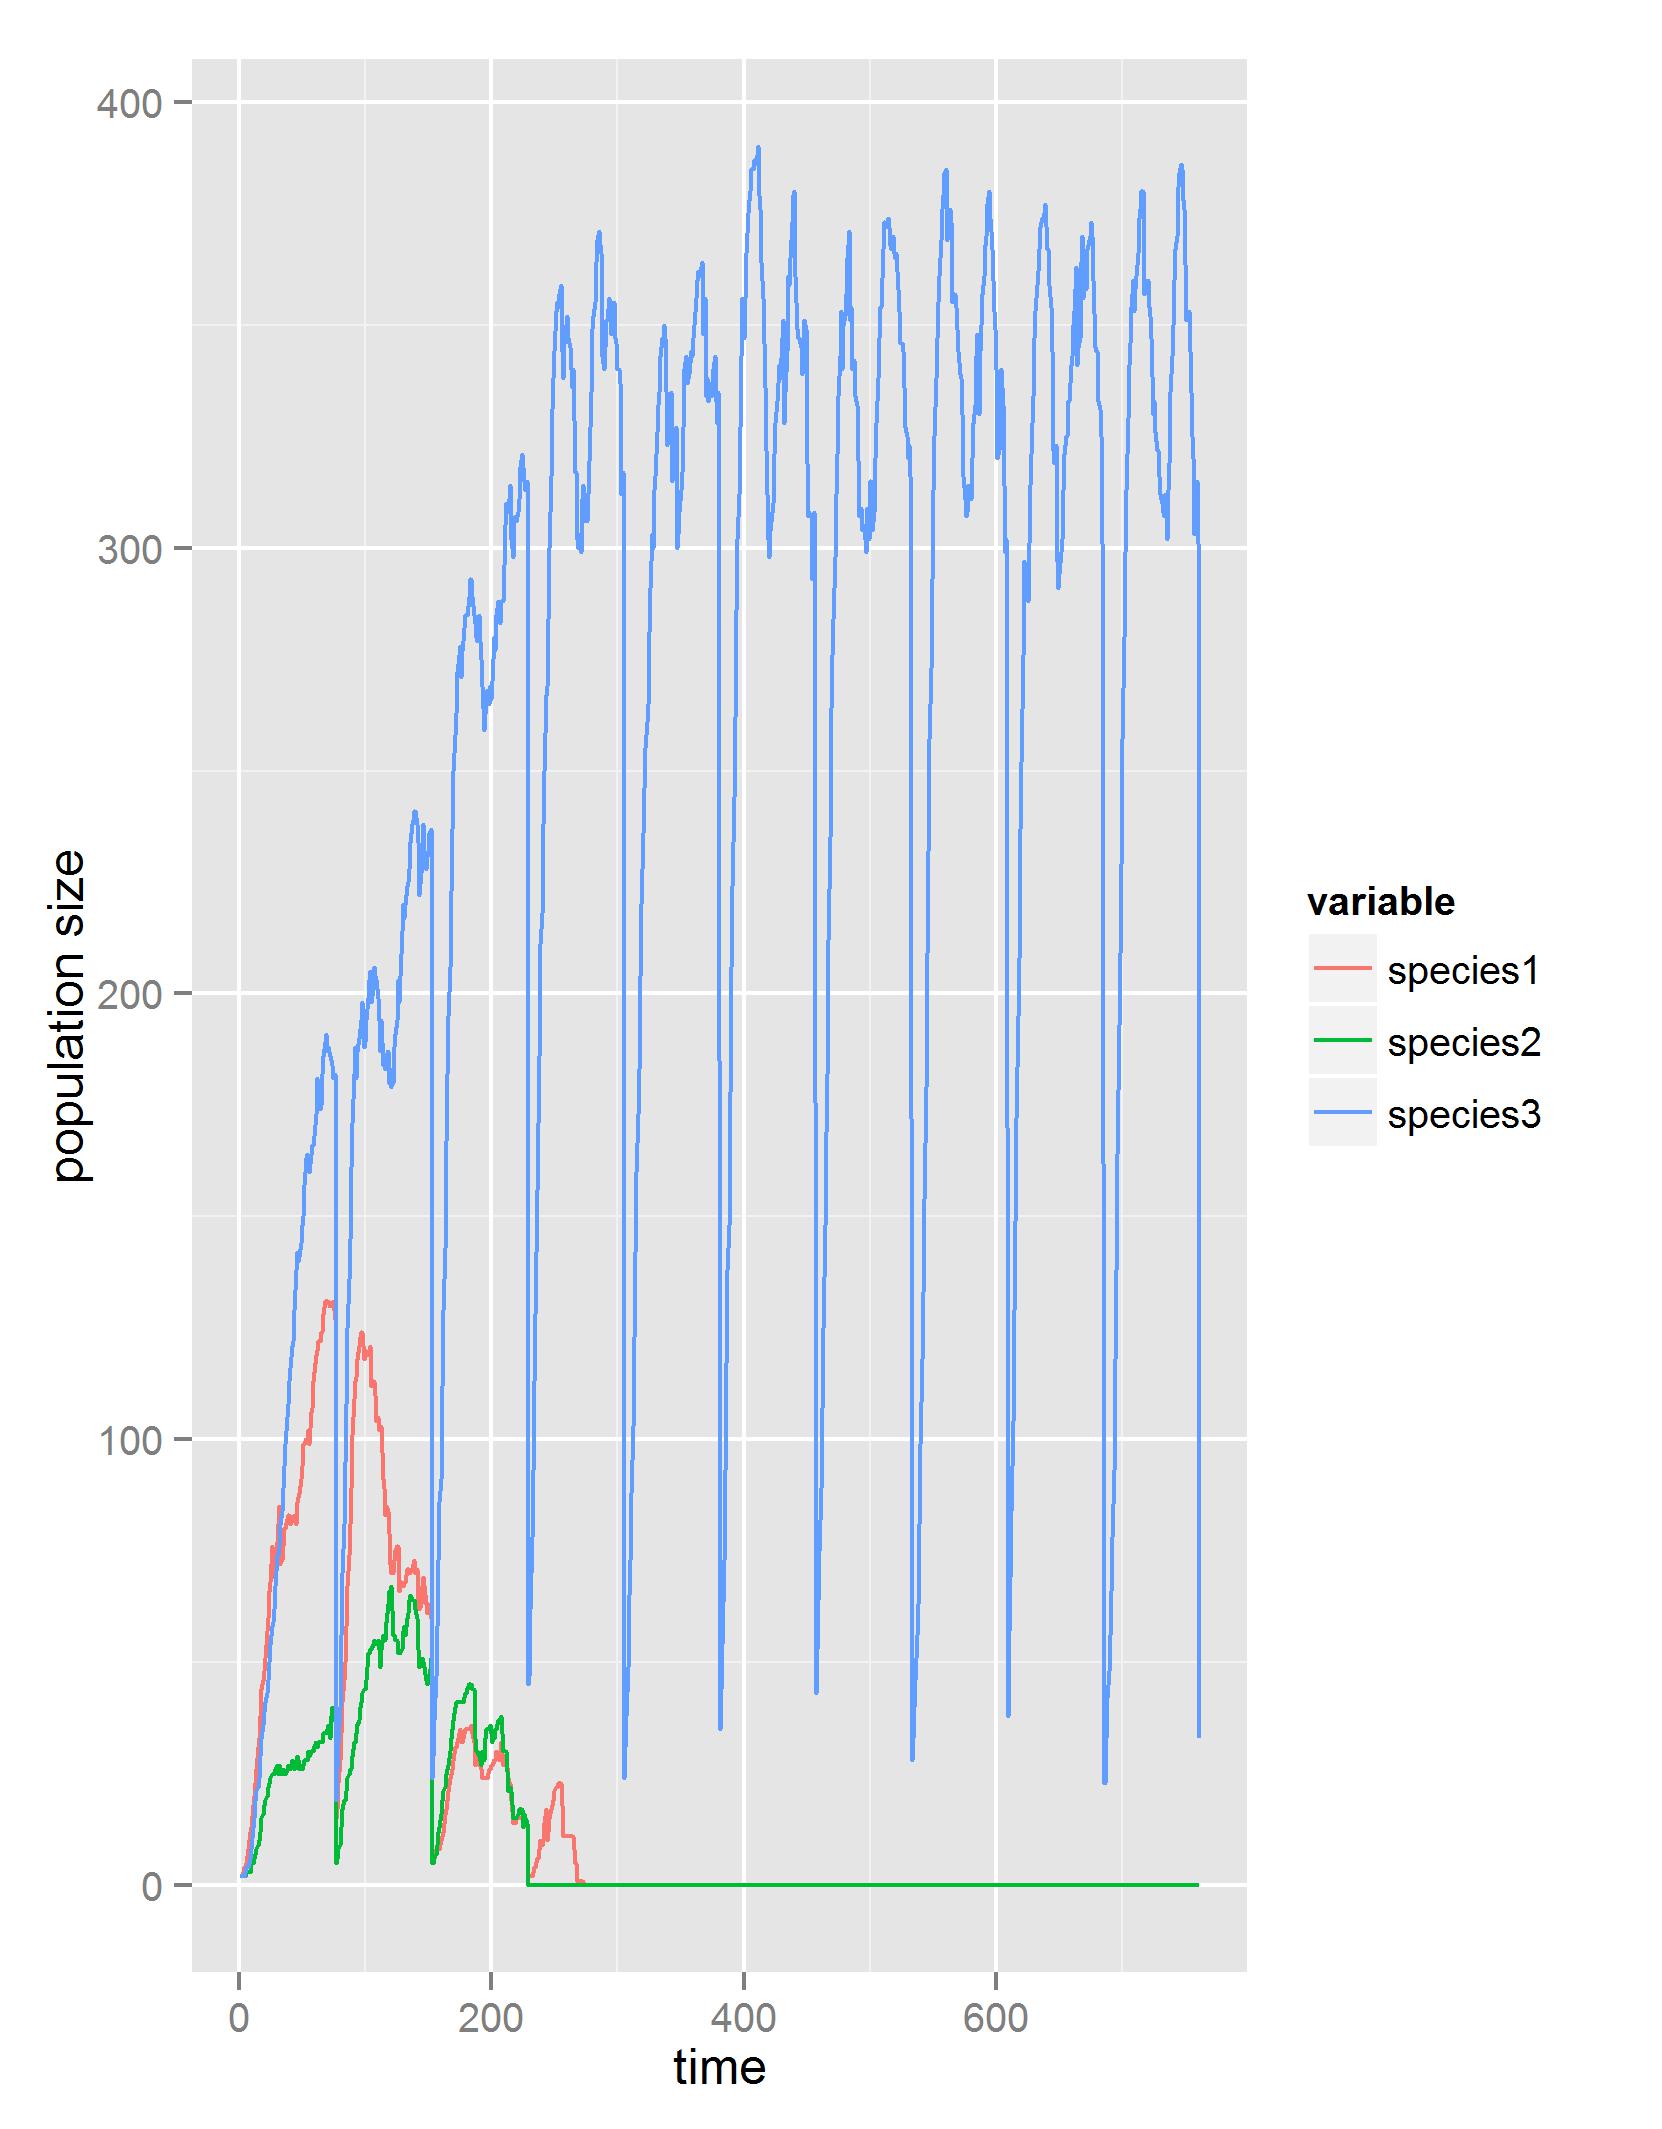 400
300
200
100
0
population size
0 200 400 600
time
variable
species1
species2
species3